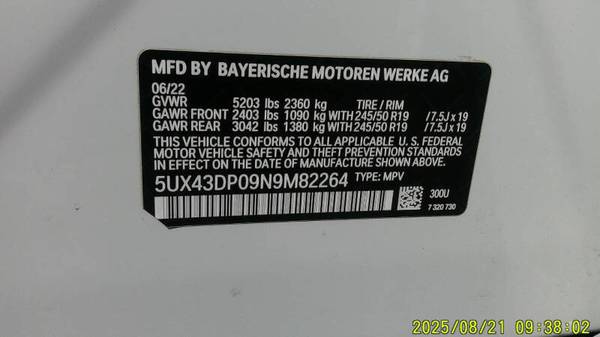 MFD BY BAYERISCHE MOTOREN WERKE AG
06/22
GVWR 5203 lbs 2360 kg TIRE / RIM
GAWR FRONT 2403 lbs 1090 kg WITH 245/50 R19 /7.5J x 19
GAWR REAR 3042 lbs 1380 kg WITH 245/50 R19 /7.5J x 19
THIS VEHICLE CONFORMS TO ALL APPLICABLE U. S. FEDERAL
MOTOR VEHICLE SAFETY AND THEFT PREVENTION STANDARDS
IN EFFECT ON THE DATE OF MANUFACTURE SHOWN ABOVE.
5UX43DP09N9M82264 TYPE: MPV
300U
7 320 730
2025/08/21 09:38:02